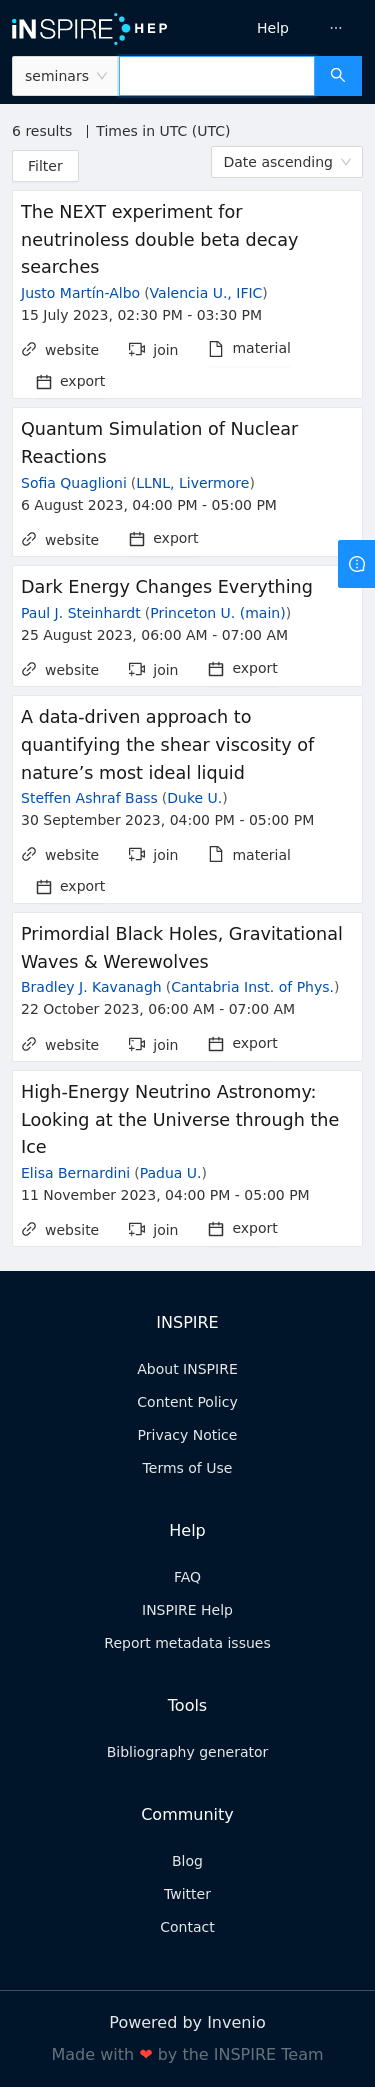 iNSPIRE HEP
Help
···
seminars
6 results | Times in UTC (UTC)
Filter
Date ascending
The NEXT experiment for
neutrinoless double beta decay
searches
Justo Martín-Albo (Valencia U., IFIC)
15 July 2023, 02:30 PM - 03:30 PM
website join material
export
Quantum Simulation of Nuclear
Reactions
Sofia Quaglioni (LLNL, Livermore)
6 August 2023, 04:00 PM - 05:00 PM
website export
Dark Energy Changes Everything
Paul J. Steinhardt (Princeton U. (main))
25 August 2023, 06:00 AM - 07:00 AM
website join export
A data-driven approach to
quantifying the shear viscosity of
nature’s most ideal liquid
Steffen Ashraf Bass (Duke U.)
30 September 2023, 04:00 PM - 05:00 PM
website join material
export
Primordial Black Holes, Gravitational
Waves & Werewolves
Bradley J. Kavanagh (Cantabria Inst. of Phys.)
22 October 2023, 06:00 AM - 07:00 AM
website join export
High-Energy Neutrino Astronomy:
Looking at the Universe through the
Ice
Elisa Bernardini (Padua U.)
11 November 2023, 04:00 PM - 05:00 PM
website join export
INSPIRE
About INSPIRE
Content Policy
Privacy Notice
Terms of Use
Help
FAQ
INSPIRE Help
Report metadata issues
Tools
Bibliography generator
Community
Blog
Twitter
Contact
Powered by Invenio
Made with ❤ by the INSPIRE Team